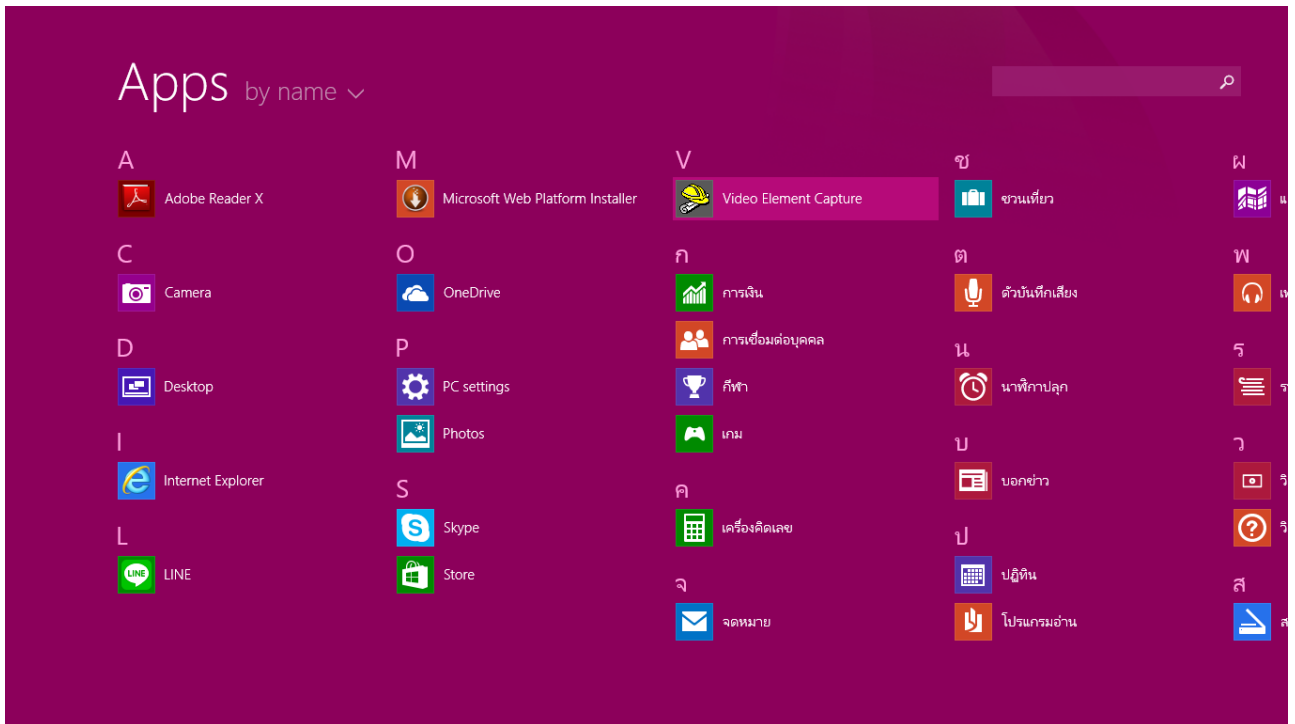 Apps by name
A
Adobe Reader X
C
Camera
D
Desktop
I
Internet Explorer
L
LINE
M
Microsoft Web Platform Installer
O
OneDrive
P
PC settings
Photos
S
Skype
Store
V
Video Element Capture
ก
การเงิน
การเชื่อมต่อบุคคล
กีฬา
เกม
ค
เครื่องคิดเลข
จ
จดหมาย
ช
ชวนเที่ยว
ต
ตัวบันทึกเสียง
น
นาฬิกาปลุก
บ
บอกข่าว
ป
ปฏิทิน
โปรแกรมอ่าน
ผ
พ
ร
ว
ส